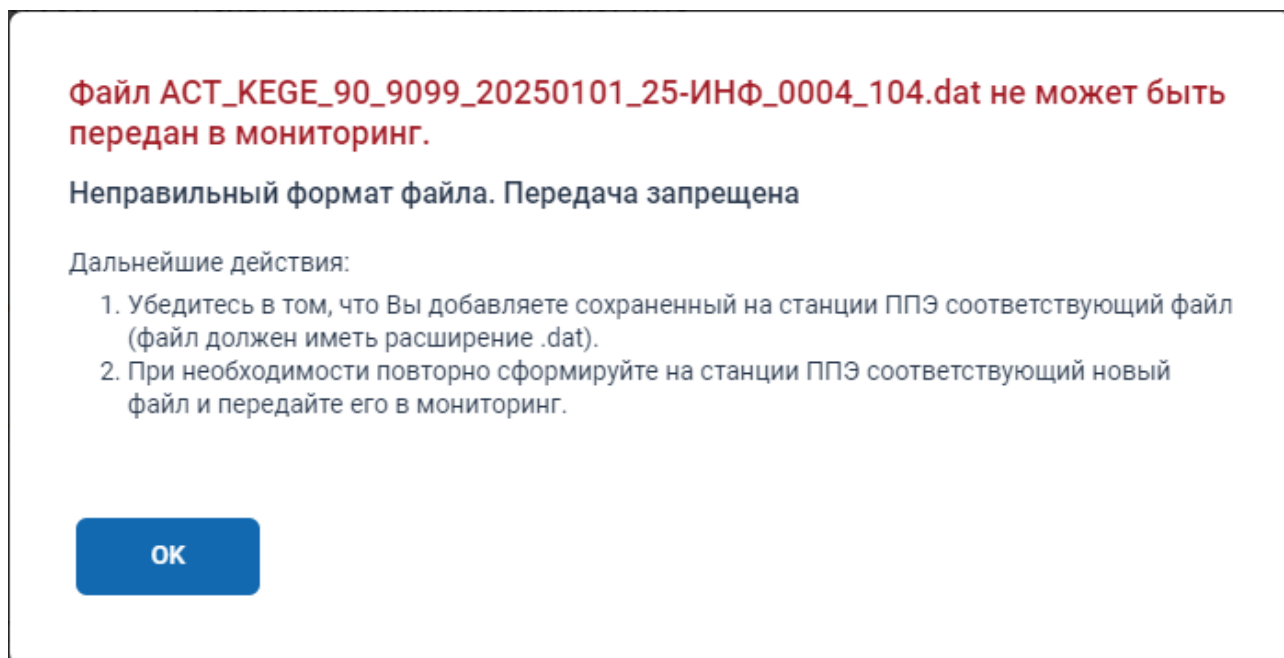 Файл ACT_KEGE_90_9099_20250101_25-ИНФ_0004_104.dat не может быть
передан в мониторинг.
Неправильный формат файла. Передача запрещена
Дальнейшие действия:
1. Убедитесь в том, что Вы добавляете сохраненный на станции ППЭ соответствующий файл
(файл должен иметь расширение .dat).
2. При необходимости повторно сформируйте на станции ППЭ соответствующий новый
файл и передайте его в мониторинг.
ОК